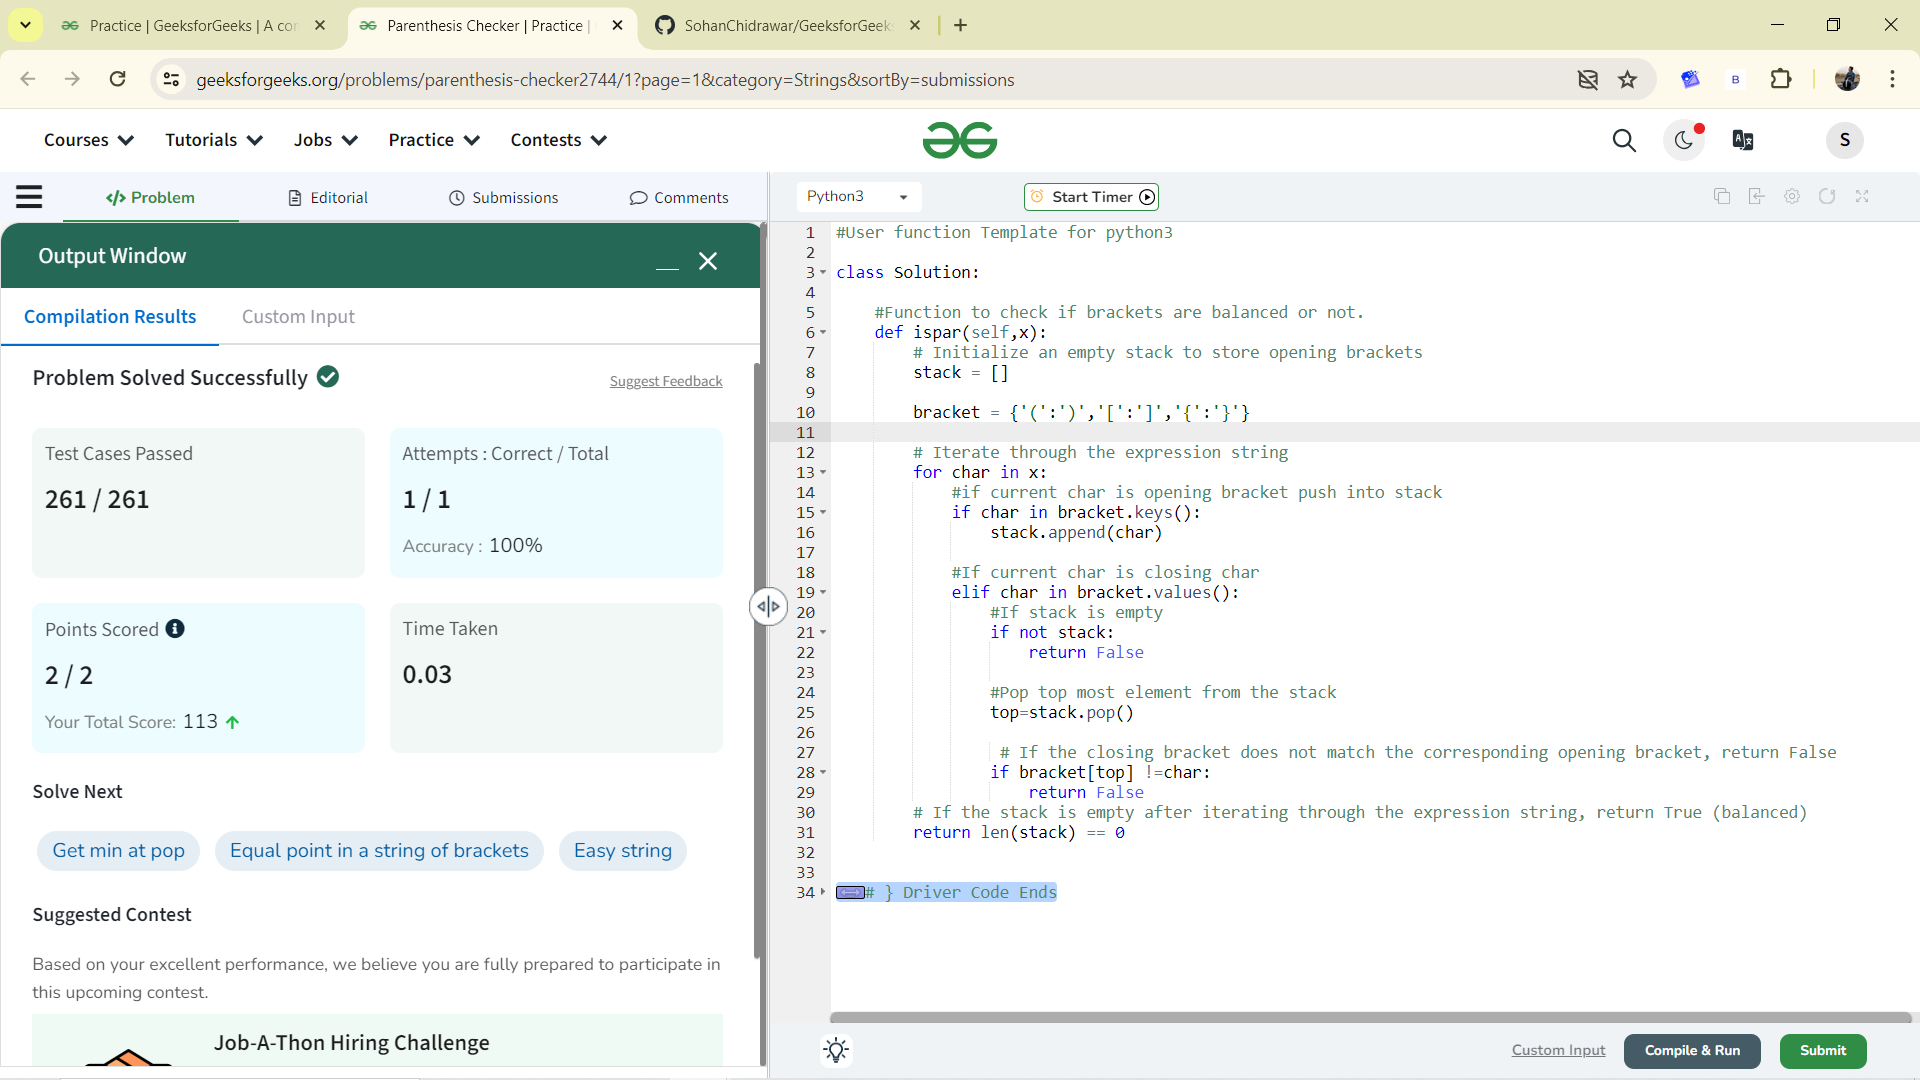 Practice | GeeksforGeeks | A co
Parenthesis Checker | Practice |
SohanChidrawar/GeeksforGeek
geeksforgeeks.org/problems/parenthesis-checker2744/1?page=1&category=Strings&sortBy=submissions
B
Courses Tutorials Jobs Practice Contests
S
</> Problem Editorial Submissions Comments
Python3 Start Timer
Output Window
Compilation Results Custom Input
Problem Solved Successfully Suggest Feedback
Test Cases Passed
261 / 261
Attempts : Correct / Total
1 / 1
Accuracy : 100%
Points Scored
2 / 2
Your Total Score: 113
Time Taken
0.03
Solve Next
Get min at pop Equal point in a string of brackets Easy string
Suggested Contest
Based on your excellent performance, we believe you are fully prepared to participate in
this upcoming contest.
Job-A-Thon Hiring Challenge
1 #User function Template for python3
2
3 class Solution:
4
5     #Function to check if brackets are balanced or not.
6     def ispar(self,x):
7         # Initialize an empty stack to store opening brackets
8         stack = []
9
10         bracket = {'(':')','[':']','{':'}'}
11
12         # Iterate through the expression string
13         for char in x:
14             #if current char is opening bracket push into stack
15             if char in bracket.keys():
16                 stack.append(char)
17
18             #If current char is closing char
19             elif char in bracket.values():
20                 #If stack is empty
21                 if not stack:
22                     return False
23
24                 #Pop top most element from the stack
25                 top=stack.pop()
26
27                  # If the closing bracket does not match the corresponding opening bracket, return False
28                 if bracket[top] !=char:
29                     return False
30         # If the stack is empty after iterating through the expression string, return True (balanced)
31         return len(stack) == 0
32
33
34 # } Driver Code Ends
Custom Input Compile & Run Submit